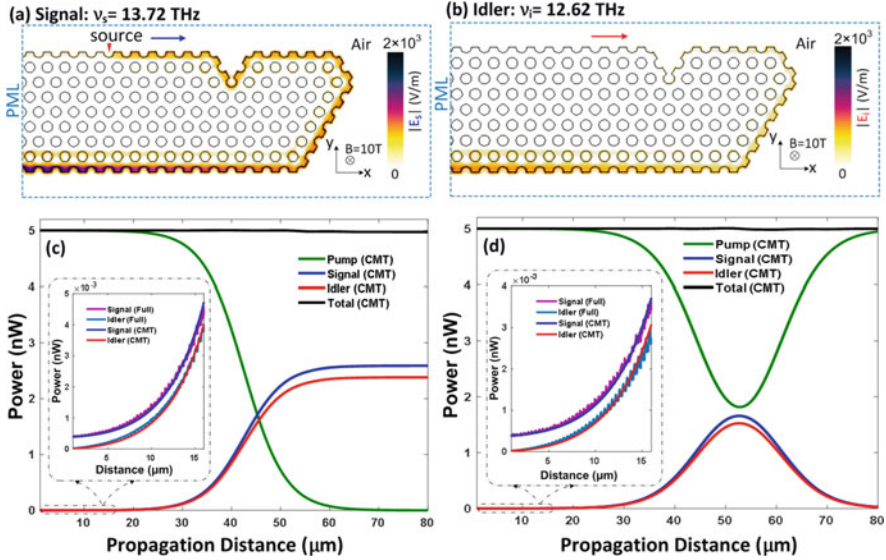 (a) Signal: νs= 13.72 THz
source
Air
2×10³
|Es| (V/m)
0
PML
y
x
B=10T
(b) Idler: νi= 12.62 THz
Air
2×10³
|Ei| (V/m)
0
PML
y
x
B=10T
(c)
Pump (CMT)
Signal (CMT)
Idler (CMT)
Total (CMT)
5
4
3
2
1
0
Power (nW)
10 20 30 40 50 60 70 80
Propagation Distance (μm)
×10⁻³
5
4
3
2
1
0
Power (nW)
Signal (Full)
Idler (Full)
Signal (CMT)
Idler (CMT)
5 10 15
Distance (μm)
(d)
Pump (CMT)
Signal (CMT)
Idler (CMT)
Total (CMT)
5
4
3
2
1
0
Power (nW)
10 20 30 40 50 60 70 80
Propagation Distance (μm)
×10⁻³
4
3
2
1
0
Power (nW)
Signal (Full)
Idler (Full)
Signal (CMT)
Idler (CMT)
5 10 15
Distance (μm)